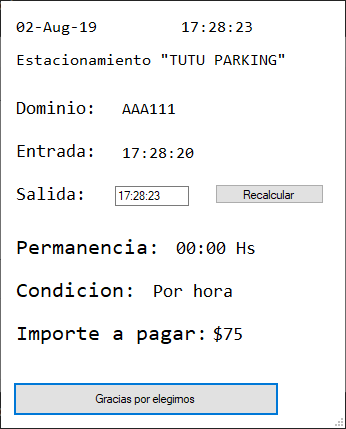 02-Aug-19 17:28:23
Estacionamiento "TUTU PARKING"
Dominio: AAA111
Entrada: 17:28:20
Salida: 17:28:23 Recalcular
Permanencia: 00:00 Hs
Condicion: Por hora
Importe a pagar: $75
Gracias por elegirnos